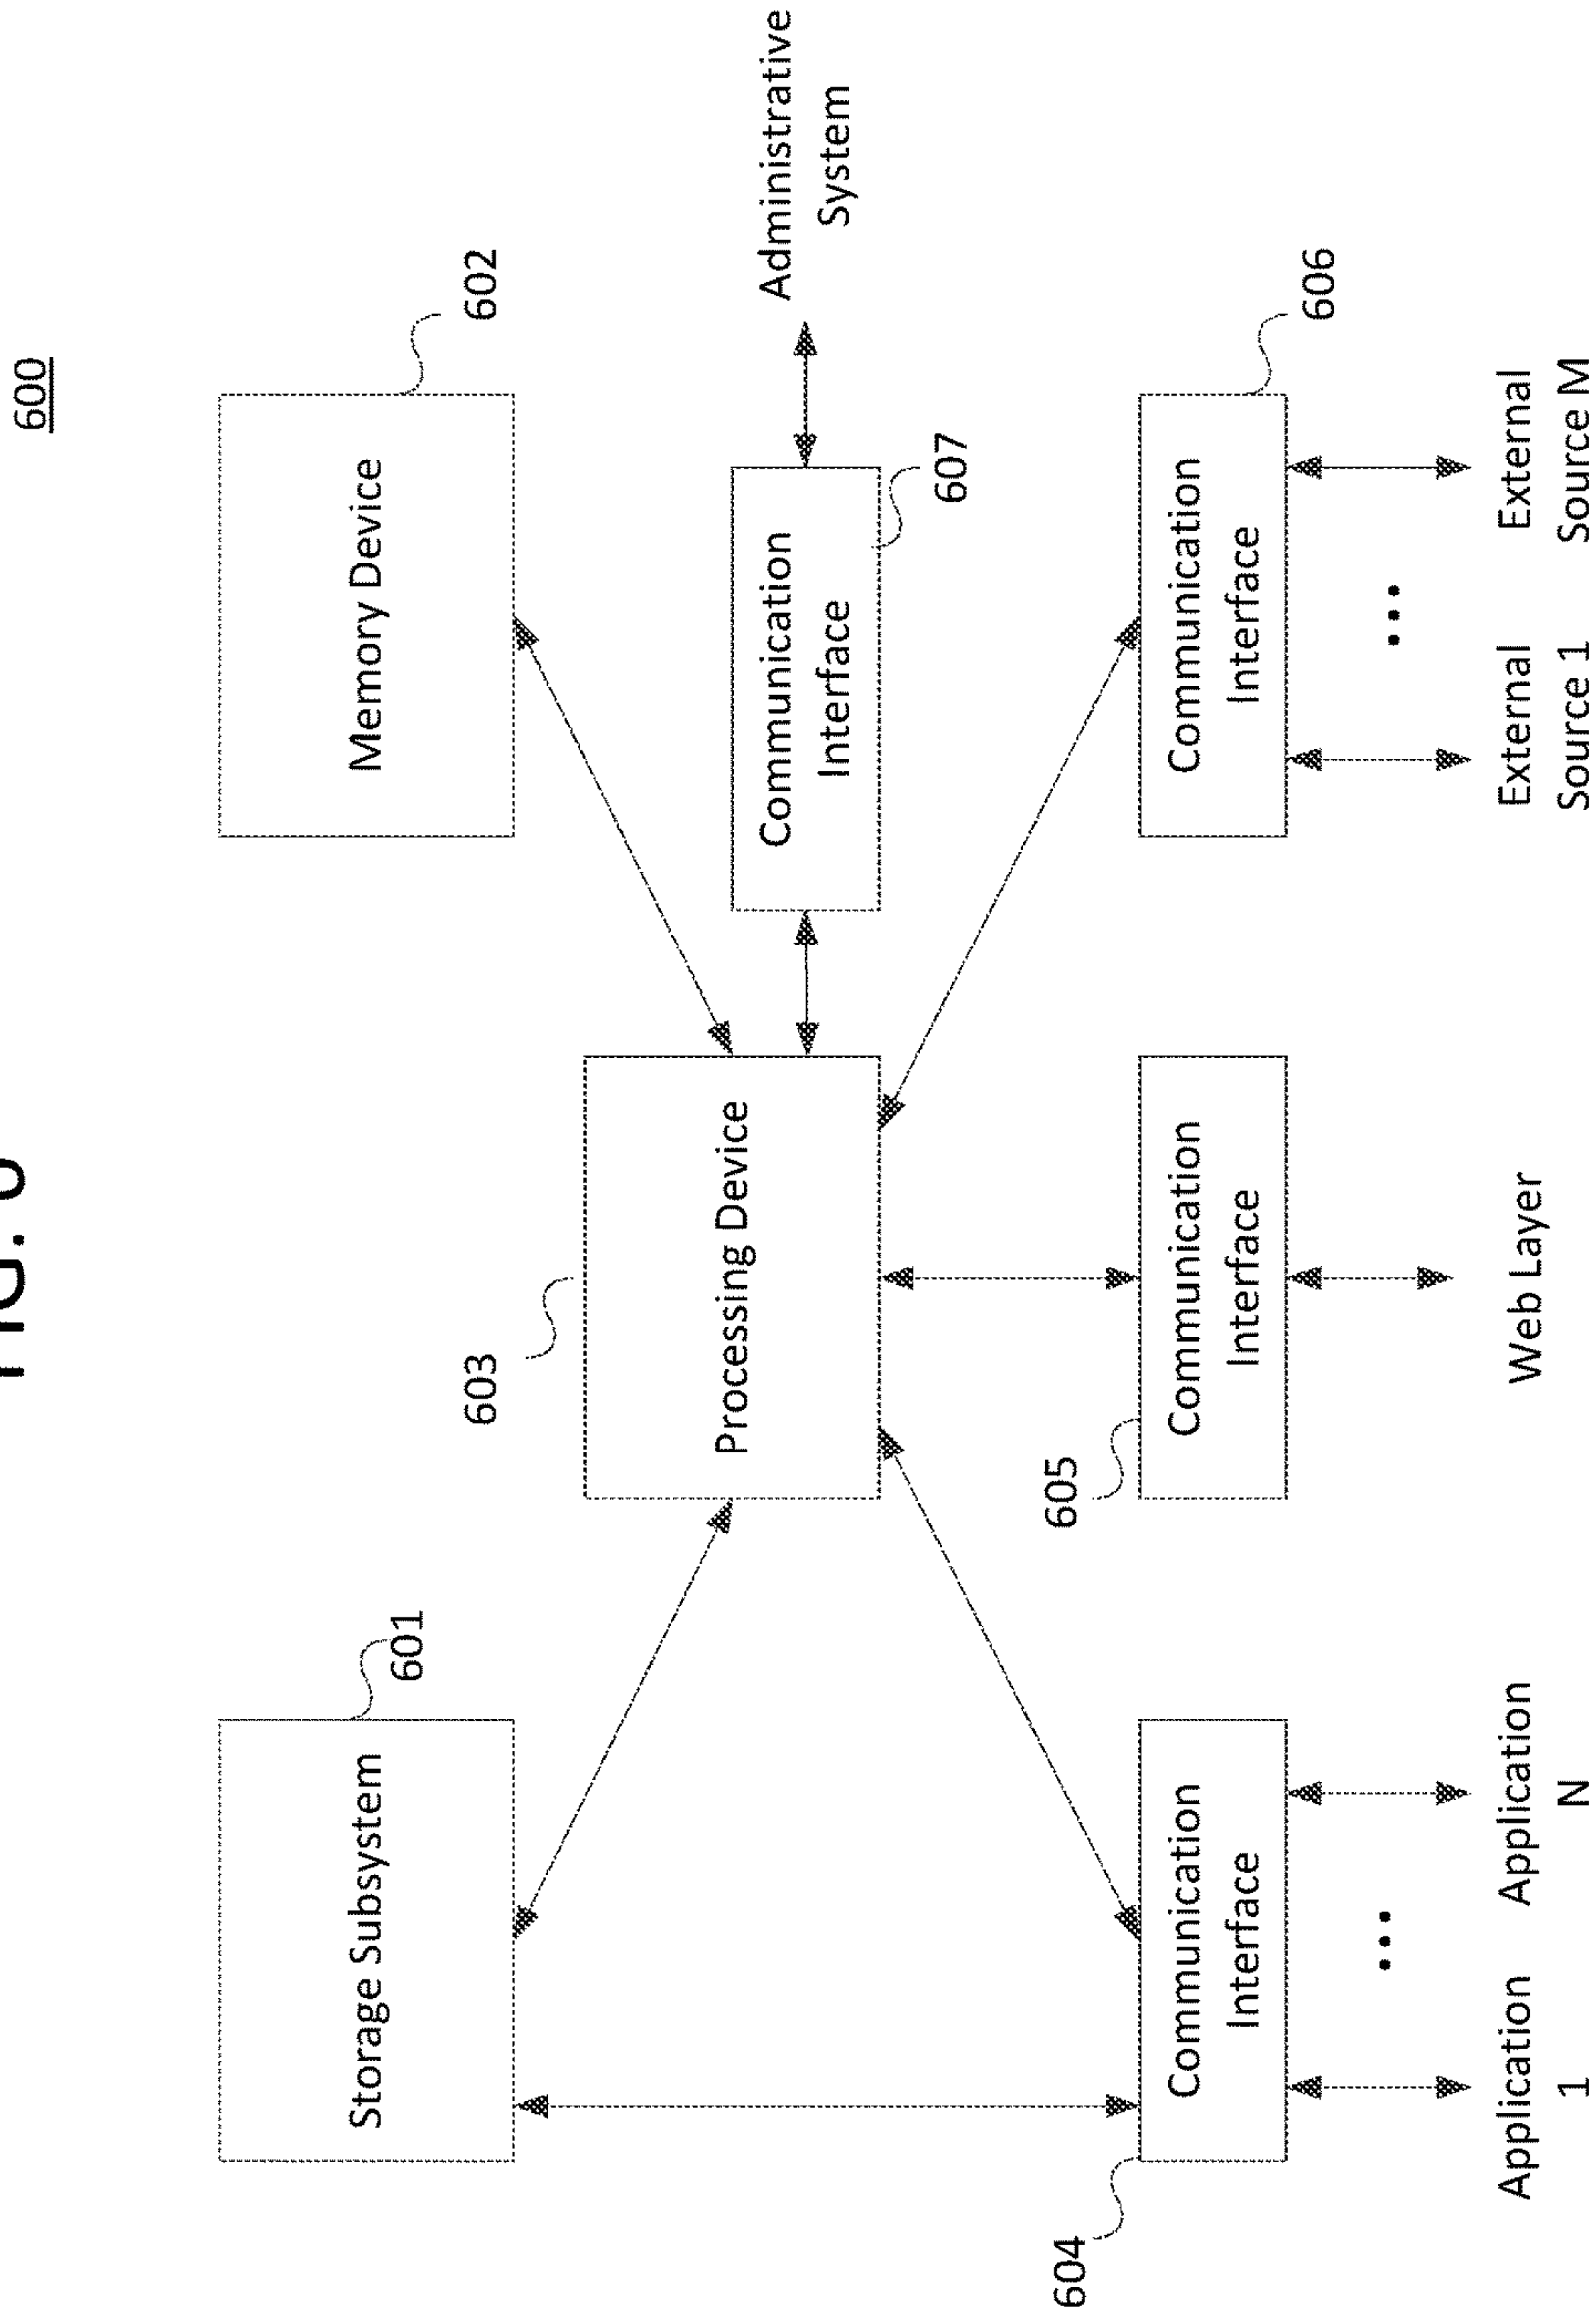 600
Storage Subsystem
601
Memory Device
602
603
Processing Device
Communication
Interface
607
Administrative
System
604
Communication
Interface
605
Communication
Interface
Communication
Interface
606
...
...
Application
1
Application
N
Web Layer
External
Source 1
External
Source M